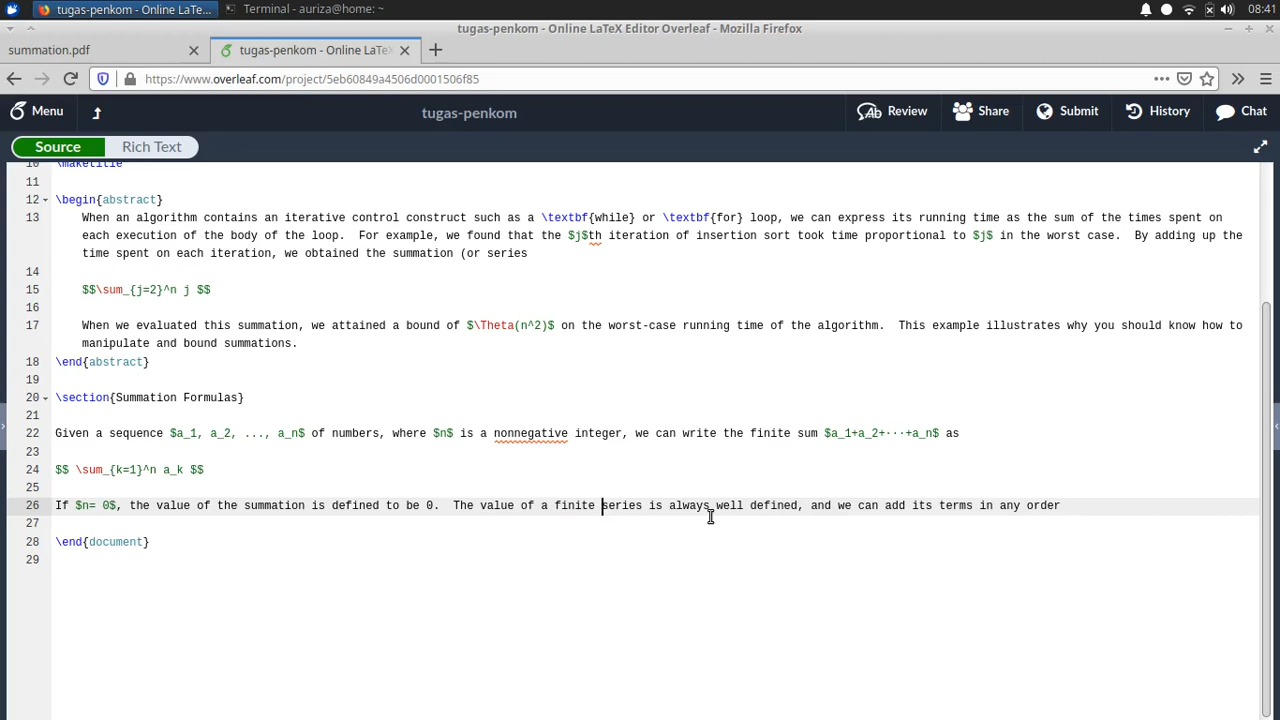 tugas-penkom - Online LaTe...
Terminal - auriza@home: ~
08:41
tugas-penkom - Online LaTeX Editor Overleaf - Mozilla Firefox
summation.pdf
tugas-penkom - Online LaTe
https://www.overleaf.com/project/5eb60849a4506d0001506f85
Menu
tugas-penkom
Review
Share
Submit
History
Chat
Source
Rich Text
10 \maketitle
11
12 \begin{abstract}
13 When an algorithm contains an iterative control construct such as a \textbf{while} or \textbf{for} loop, we can express its running time as the sum of the times spent on
each execution of the body of the loop.  For example, we found that the $j$th iteration of insertion sort took time proportional to $j$ in the worst case.  By adding up the
time spent on each iteration, we obtained the summation (or series
14
15 $$\sum_{j=2}^n j $$
16
17 When we evaluated this summation, we attained a bound of $\Theta(n^2)$ on the worst-case running time of the algorithm.  This example illustrates why you should know how to
manipulate and bound summations.
18 \end{abstract}
19
20 \section{Summation Formulas}
21
22 Given a sequence $a_1, a_2, ..., a_n$ of numbers, where $n$ is a nonnegative integer, we can write the finite sum $a_1+a_2+···+a_n$ as
23
24 $$ \sum_{k=1}^n a_k $$
25
26 If $n= 0$, the value of the summation is defined to be 0.  The value of a finite series is always well defined, and we can add its terms in any order
27
28 \end{document}
29